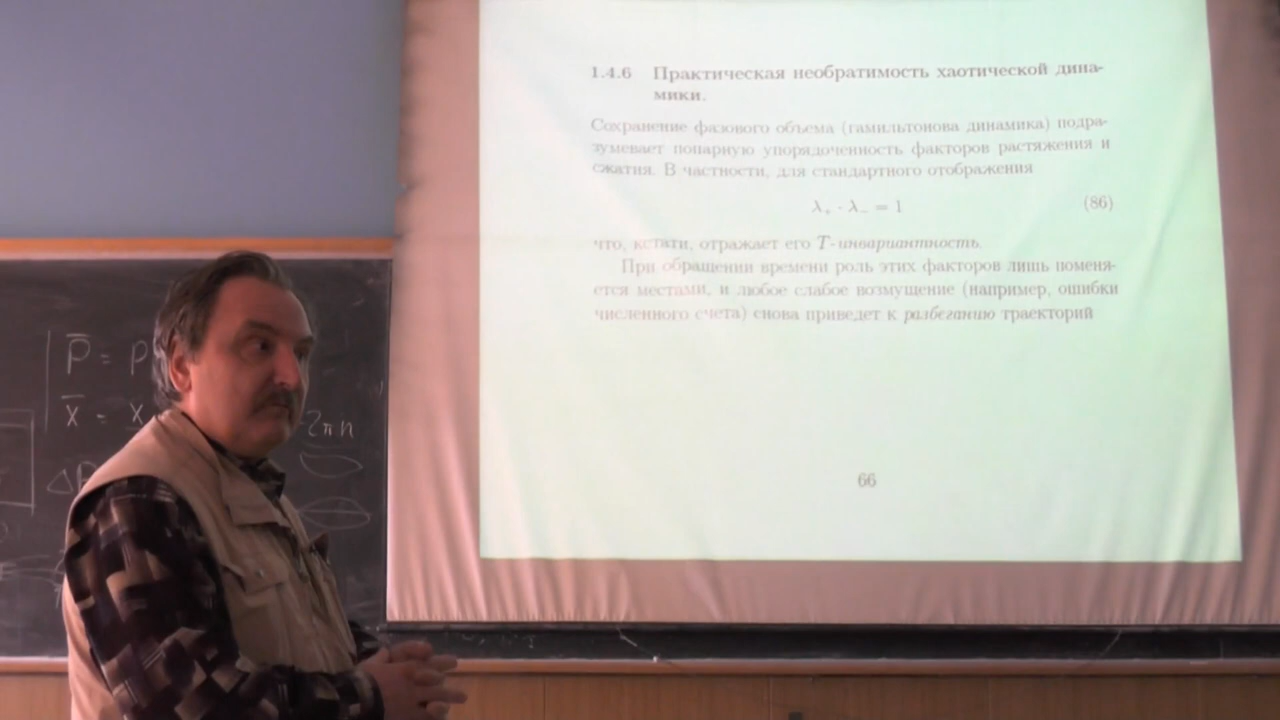 1.4.6 Практическая необратимость хаотической дина-
мики.
Сохранение фазового объема (гамильтонова динамика) подра-
зумевает попарную упорядоченность факторов растяжения и
сжатия. В частности, для стандартного отображения
λ₊ · λ₋ = 1 (86)
что, кстати, отражает его T-инвариантность.
При обращении времени роль этих факторов лишь поменя-
ется местами, и любое слабое возмущение (например, ошибки
численного счета) снова приведет к разбеганию траекторий
66
P̅ = p
x̅ = x
2πn